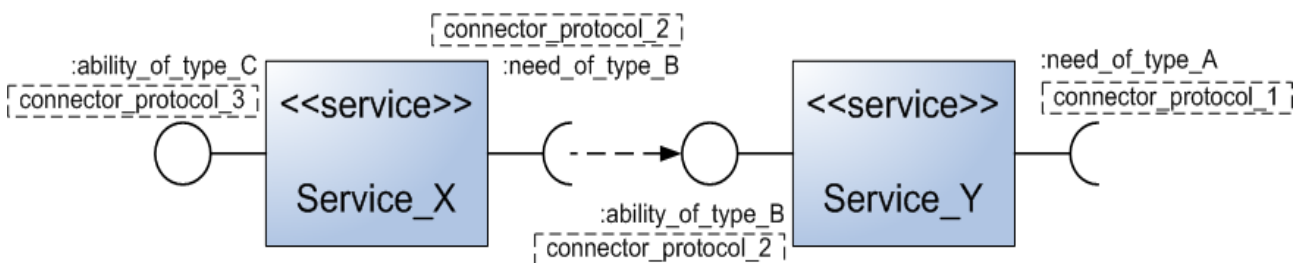 connector_protocol_2
:ability_of_type_C
:need_of_type_B
:need_of_type_A
connector_protocol_3
<<service>>
<<service>>
connector_protocol_1
Service_X
Service_Y
:ability_of_type_B
connector_protocol_2